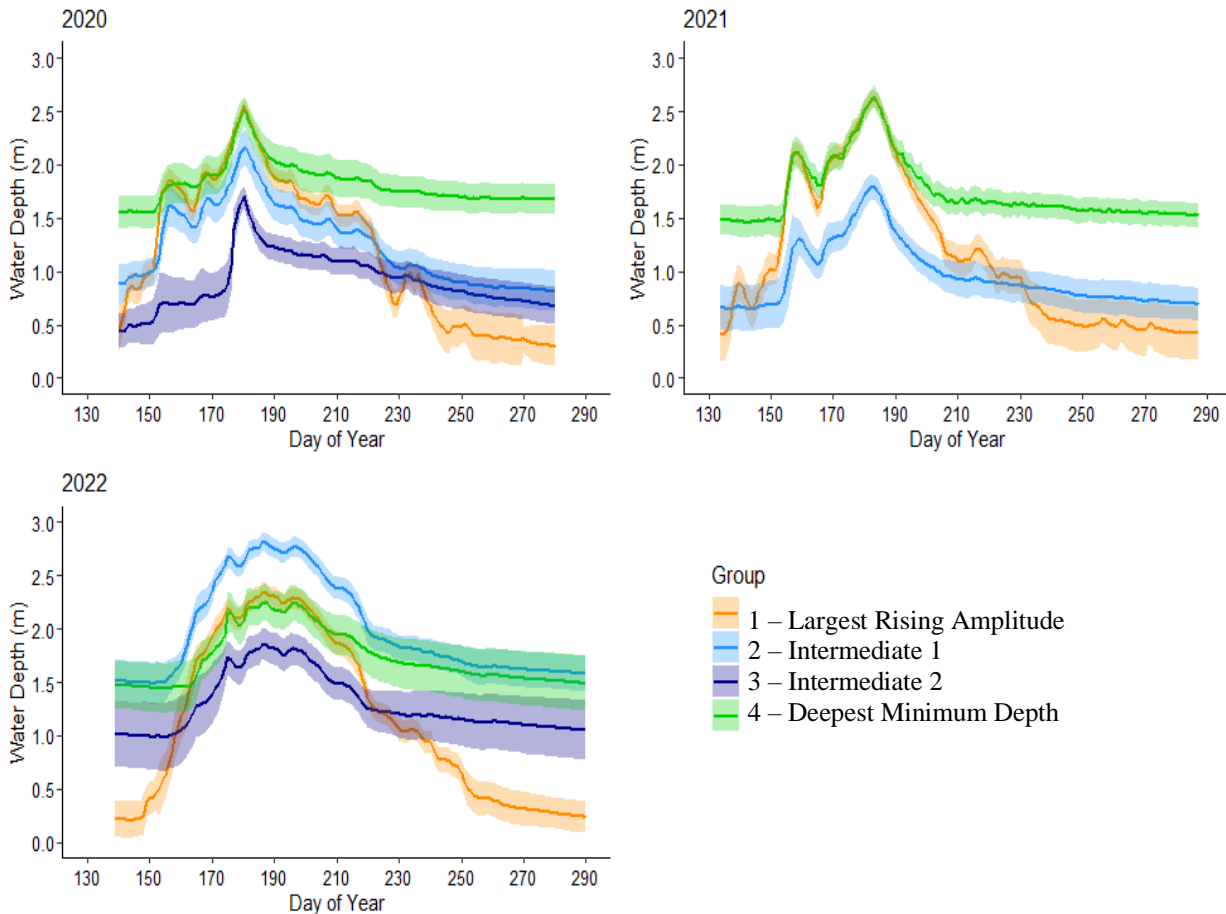 2020
3.0
2.5
2.0
1.5
1.0
0.5
0.0
Water Depth (m)
130 150 170 190 210 230 250 270 290
Day of Year
2021
3.0
2.5
2.0
1.5
1.0
0.5
0.0
Water Depth (m)
130 150 170 190 210 230 250 270 290
Day of Year
2022
3.0
2.5
2.0
1.5
1.0
0.5
0.0
Water Depth (m)
130 150 170 190 210 230 250 270 290
Day of Year
Group
1 – Largest Rising Amplitude
2 – Intermediate 1
3 – Intermediate 2
4 – Deepest Minimum Depth